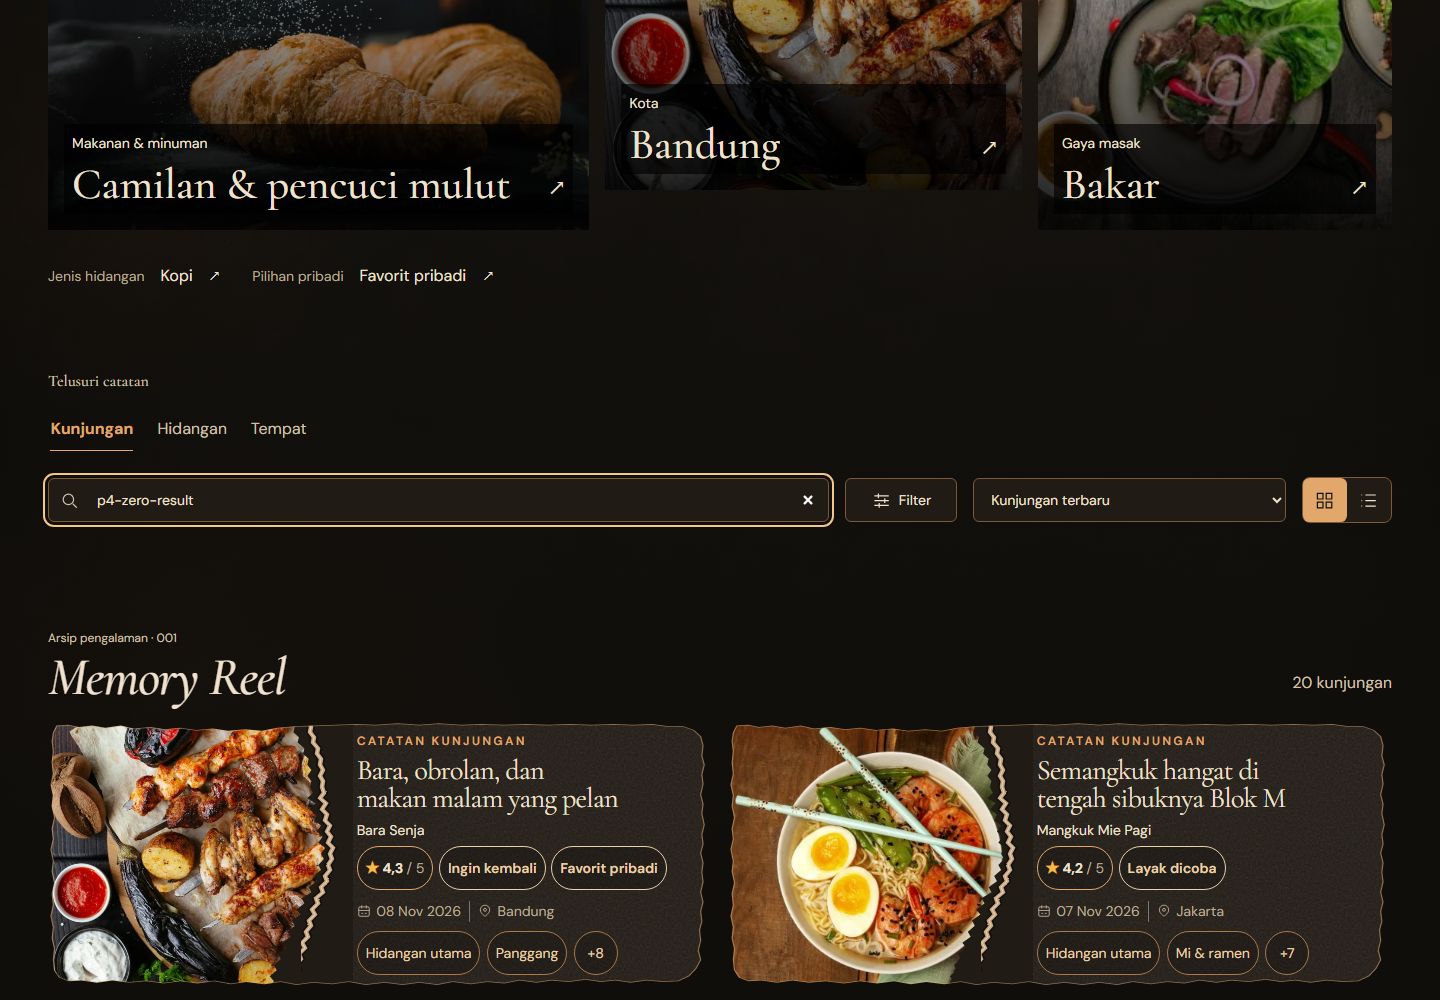 Makanan & minuman
Camilan & pencuci mulut ↗
Kota
Bandung ↗
Gaya masak
Bakar ↗
Jenis hidangan Kopi ↗ Pilihan pribadi Favorit pribadi ↗
Telusuri catatan
Kunjungan Hidangan Tempat
p4-zero-result × Filter Kunjungan terbaru
Arsip pengalaman · 001
Memory Reel
20 kunjungan
CATATAN KUNJUNGAN
Bara, obrolan, dan
makan malam yang pelan
Bara Senja
★ 4,3 / 5 Ingin kembali Favorit pribadi
08 Nov 2026 Bandung
Hidangan utama Panggang +8
CATATAN KUNJUNGAN
Semangkuk hangat di
tengah sibuknya Blok M
Mangkuk Mie Pagi
★ 4,2 / 5 Layak dicoba
07 Nov 2026 Jakarta
Hidangan utama Mi & ramen +7